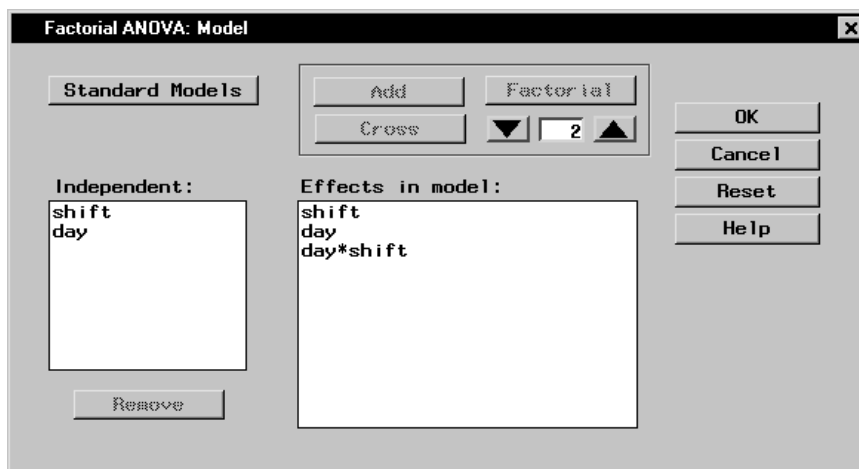 Factorial ANOVA: Model
Standard Models
Add
Factorial
Cross
2
OK
Cancel
Reset
Help
Independent:
shift
day
Effects in model:
shift
day
day*shift
Remove